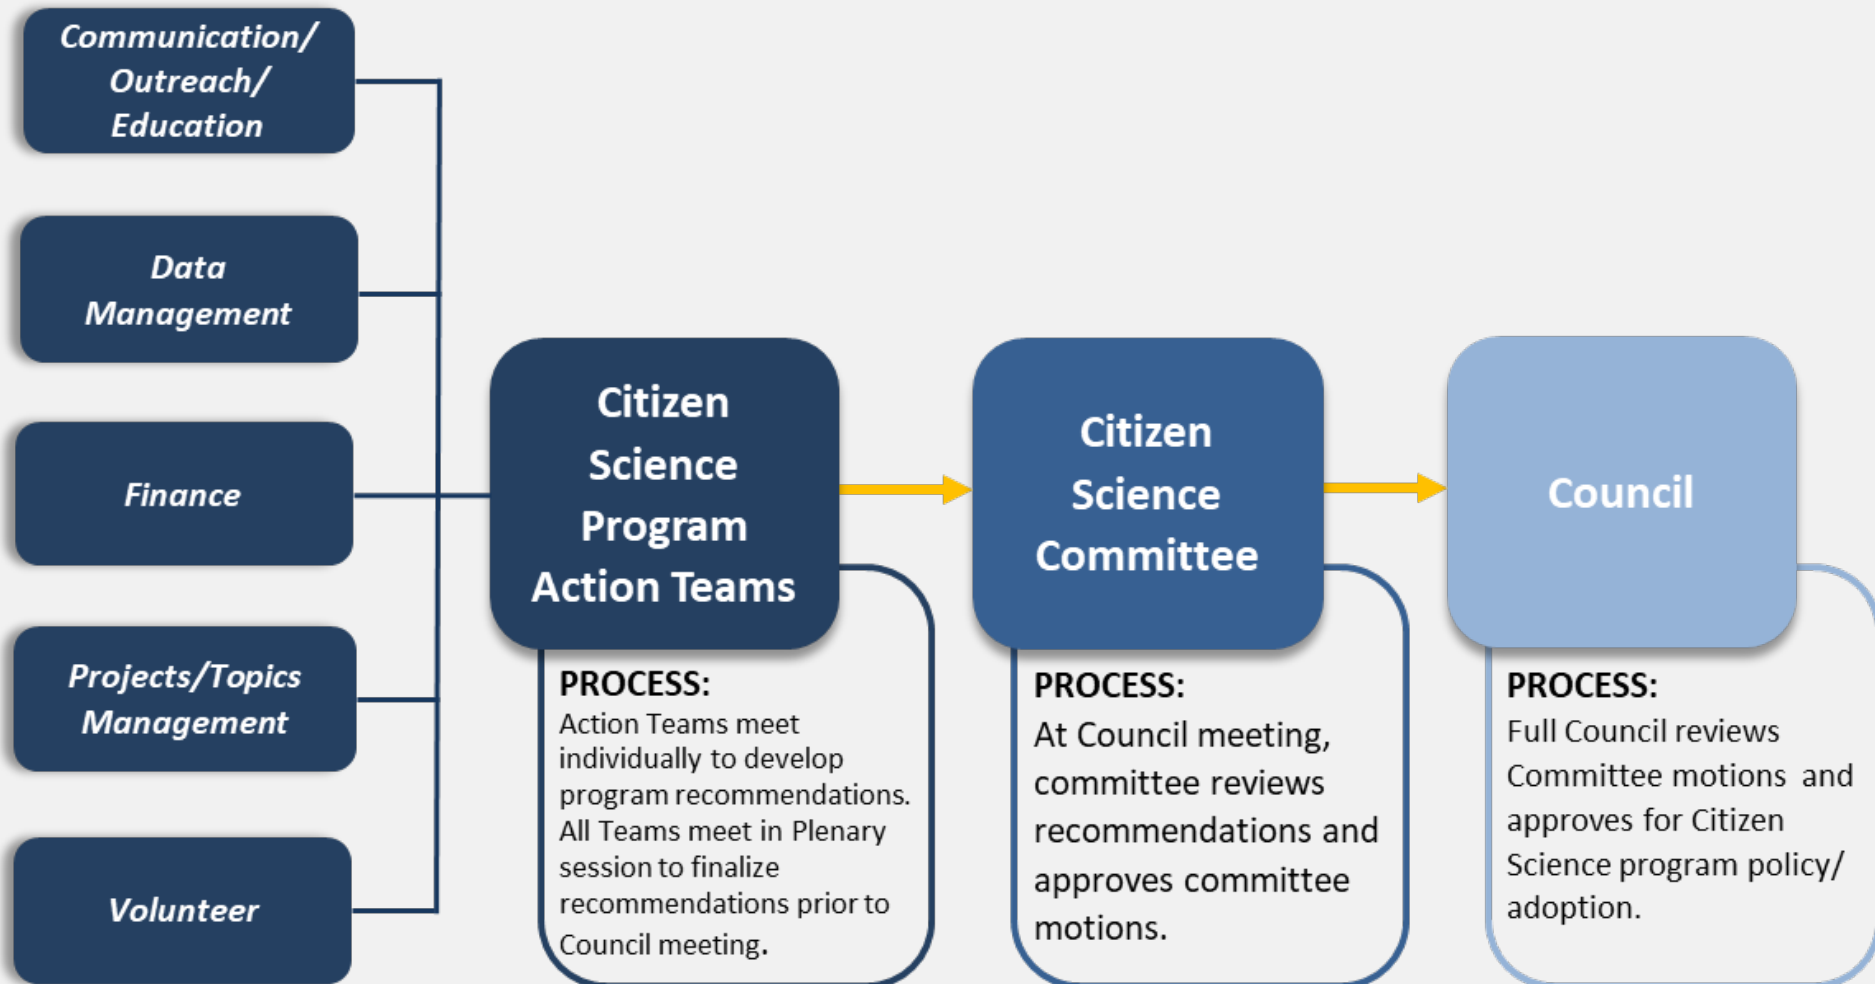 Communication/
Outreach/
Education
Data
Management
Finance
Projects/Topics
Management
Volunteer
Citizen
Science
Program
Action Teams
PROCESS:
Action Teams meet
individually to develop
program recommendations.
All Teams meet in Plenary
session to finalize
recommendations prior to
Council meeting.
Citizen
Science
Committee
PROCESS:
At Council meeting,
committee reviews
recommendations and
approves committee
motions.
Council
PROCESS:
Full Council reviews
Committee motions and
approves for Citizen
Science program policy/
adoption.